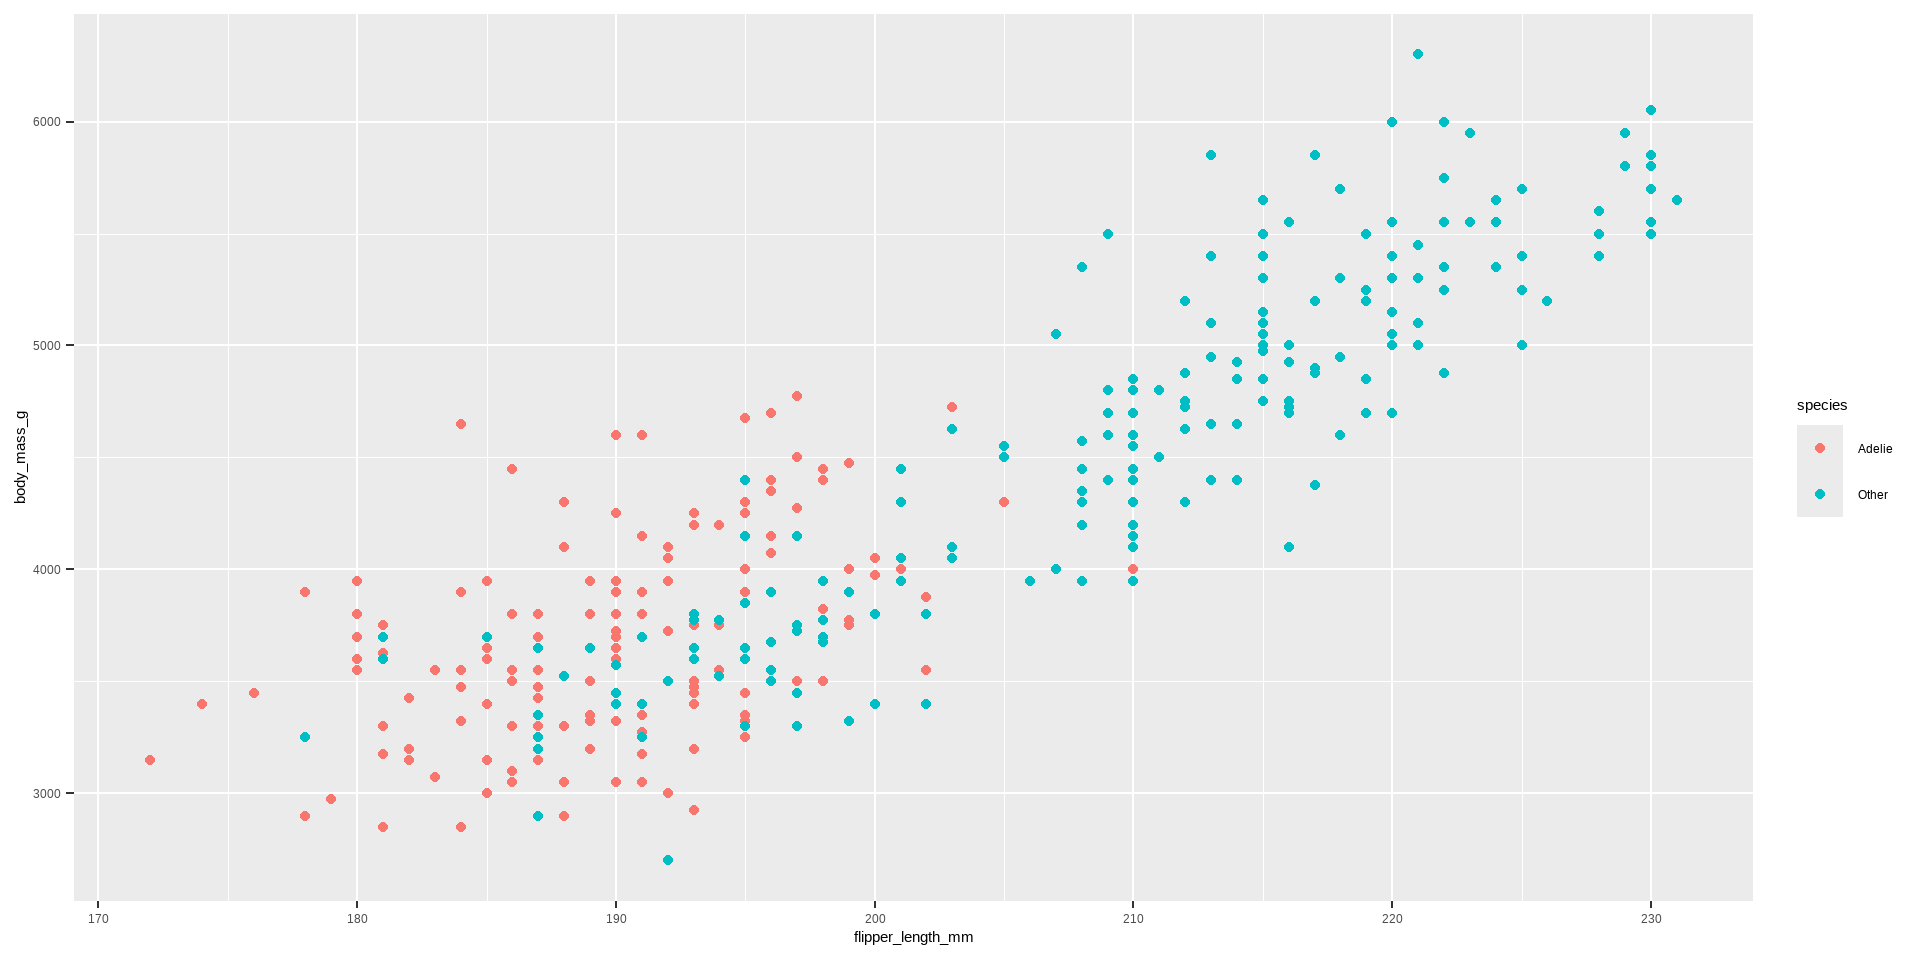 6000
5000
4000
3000
body_mass_g
170 180 190 200 210 220 230
flipper_length_mm
species
Adelie
Other